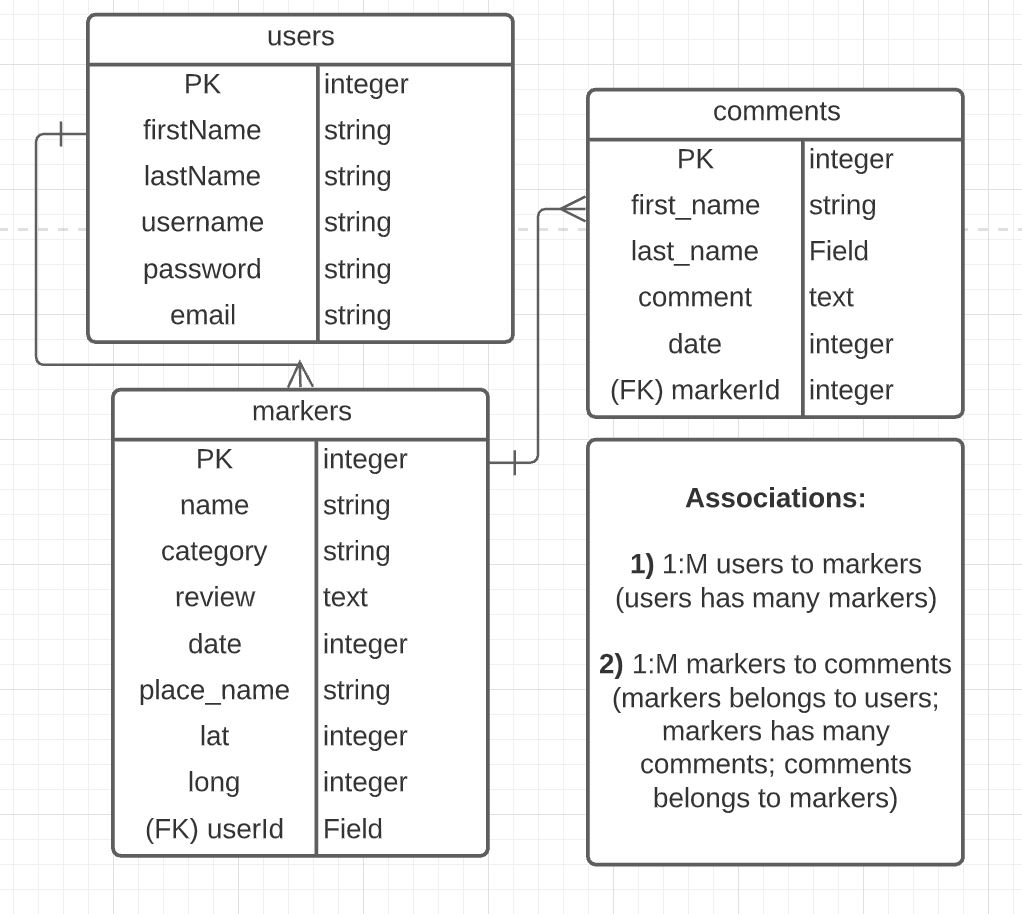 users
PK integer
firstName string
lastName string
username string
password string
email string
comments
PK integer
first_name string
last_name Field
comment text
date integer
(FK) markerId integer
markers
PK integer
name string
category string
review text
date integer
place_name string
lat integer
long integer
(FK) userId Field
Associations:
1) 1:M users to markers
(users has many markers)
2) 1:M markers to comments
(markers belongs to users;
markers has many
comments; comments
belongs to markers)